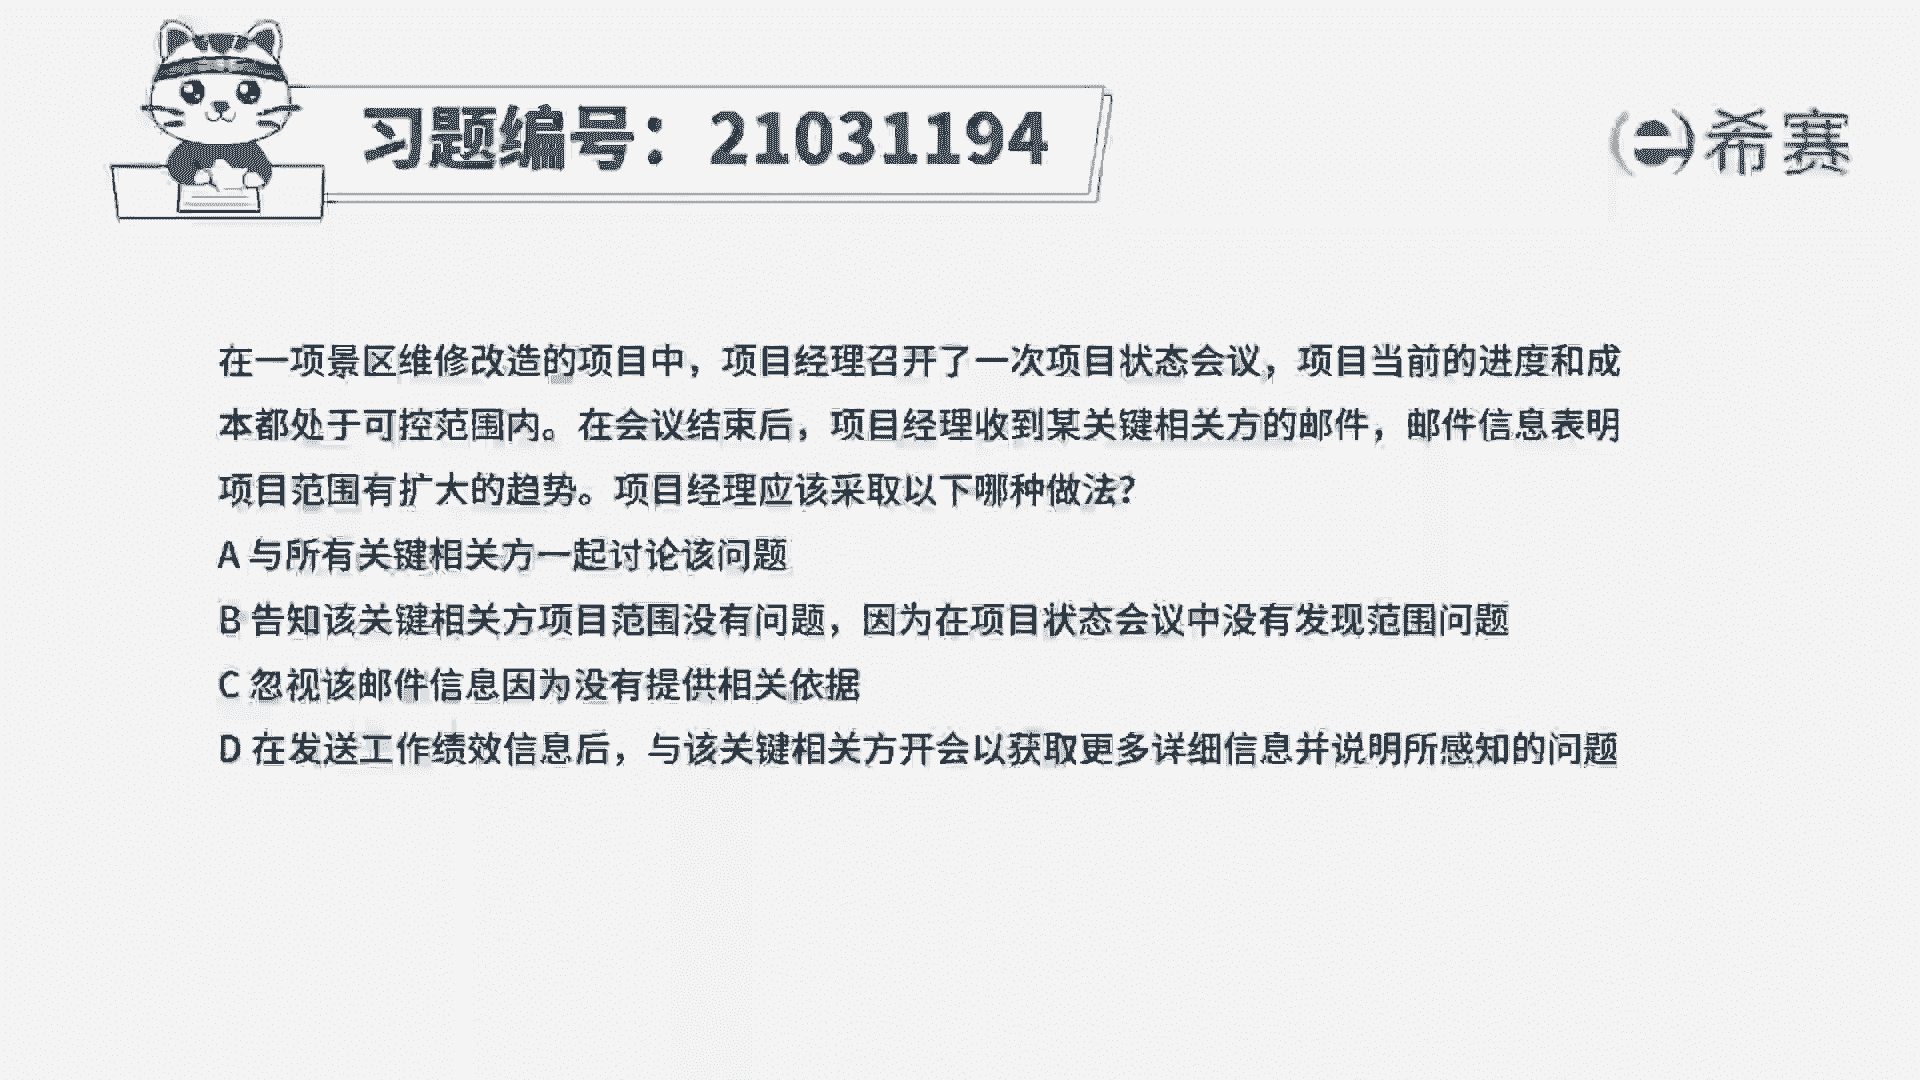 习题编号：21031194
希赛
在一项景区维修改造的项目中，项目经理召开了一次项目状态会议，项目当前的进度和成
本都处于可控范围内。在会议结束后，项目经理收到某关键相关方的邮件，邮件信息表明
项目范围有扩大的趋势。项目经理应该采取以下哪种做法？
A 与所有关键相关方一起讨论该问题
B 告知该关键相关方项目范围没有问题，因为在项目状态会议中没有发现范围问题
C 忽视该邮件信息因为没有提供相关依据
D 在发送工作绩效信息后，与该关键相关方开会以获取更多详细信息并说明所感知的问题